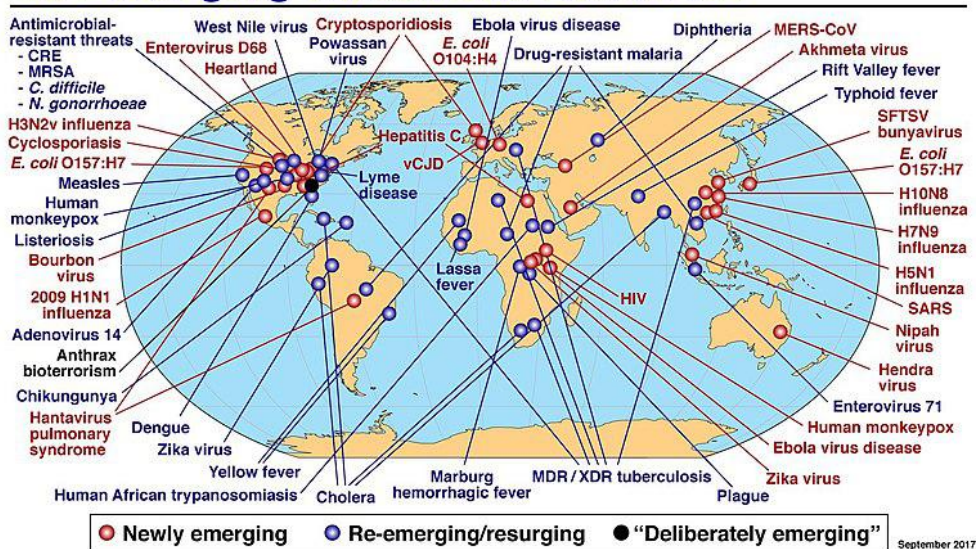 Antimicrobial-
resistant threats
- CRE
- MRSA
- C. difficile
- N. gonorrhoeae
West Nile virus
Enterovirus D68
Heartland
Cryptosporidiosis
Powassan
virus
E. coli
O104:H4
Ebola virus disease
Drug-resistant malaria
Diphtheria
MERS-CoV
Akhmeta virus
Rift Valley fever
Typhoid fever
SFTSV
bunyavirus
E. coli
O157:H7
H10N8
influenza
H7N9
influenza
H5N1
influenza
SARS
Nipah
virus
Hendra
virus
Enterovirus 71
Human monkeypox
Ebola virus disease
Zika virus
Plague
H3N2v influenza
Cyclosporiasis
E. coli O157:H7
Measles
Human
monkeypox
Listeriosis
Bourbon
virus
2009 H1N1
influenza
Adenovirus 14
Anthrax
bioterrorism
Chikungunya
Hantavirus
pulmonary
syndrome
Dengue
Zika virus
Yellow fever
Human African trypanosomiasis
Cholera
Marburg
hemorrhagic fever
MDR/XDR tuberculosis
Hepatitis C
vCJD
Lyme
disease
Lassa
fever
HIV
Newly emerging
Re-emerging/resurging
“Deliberately emerging”
September 2017